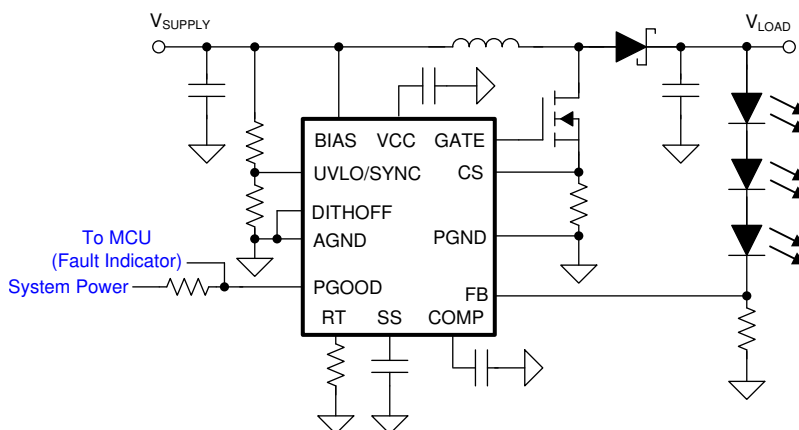 VSUPPLY
VLOAD
BIAS VCC GATE
UVLO/SYNC CS
DITHOFF
AGND PGND
To MCU
(Fault Indicator)
System Power
PGOOD
FB
RT SS COMP